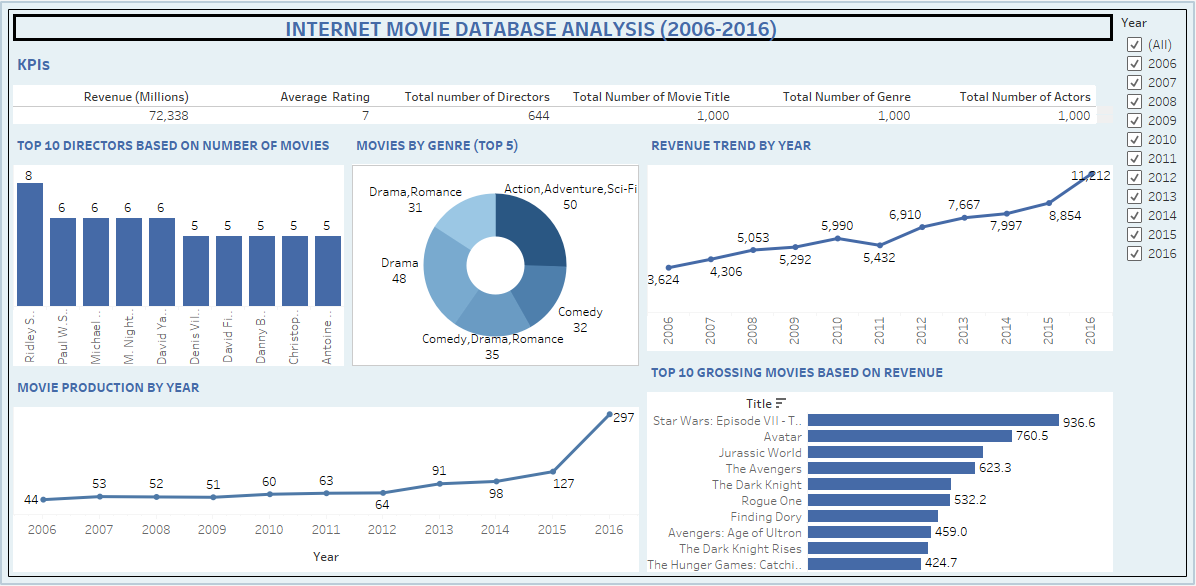 INTERNET MOVIE DATABASE ANALYSIS (2006-2016)
KPIs
Revenue (Millions) Average Rating Total number of Directors Total Number of Movie Title Total Number of Genre Total Number of Actors
72,338 7 644 1,000 1,000 1,000
TOP 10 DIRECTORS BASED ON NUMBER OF MOVIES
8 6 6 6 6 5 5 5 5 5
Ridley S..
Paul W.S..
Michael ..
M. Night..
David Ya..
Denis Vil..
David Fi..
Danny B..
Christop..
Antoine ..
MOVIES BY GENRE (TOP 5)
Action,Adventure,Sci-Fi
50
Comedy
32
Comedy,Drama,Romance
35
Drama
48
Drama,Romance
31
REVENUE TREND BY YEAR
3,624 4,306 5,053 5,292 5,990 5,432 6,910 7,667 7,997 8,854 11,212
2006 2007 2008 2009 2010 2011 2012 2013 2014 2015 2016
MOVIE PRODUCTION BY YEAR
44 53 52 51 60 63 64 91 98 127 297
2006 2007 2008 2009 2010 2011 2012 2013 2014 2015 2016
Year
TOP 10 GROSSING MOVIES BASED ON REVENUE
Title
Star Wars: Episode VII - T.. 936.6
Avatar 760.5
Jurassic World
The Avengers 623.3
The Dark Knight
Rogue One 532.2
Finding Dory
Avengers: Age of Ultron 459.0
The Dark Knight Rises
The Hunger Games: Catchi.. 424.7
Year
(All)
2006
2007
2008
2009
2010
2011
2012
2013
2014
2015
2016